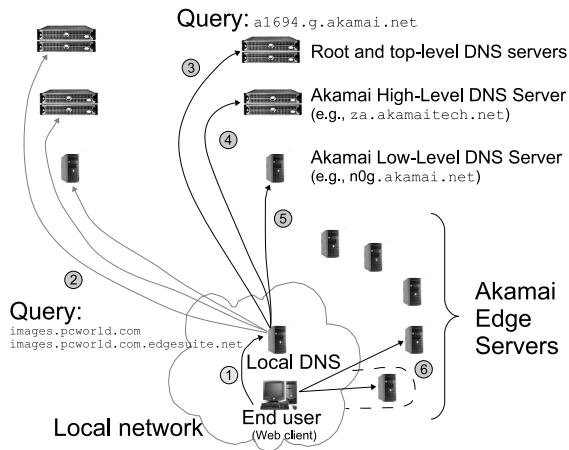 Query: a1694.g.akamai.net
3
Root and top-level DNS servers
4
Akamai High-Level DNS Server
(e.g., za.akamaitech.net)
Akamai Low-Level DNS Server
(e.g., n0g.akamai.net)
5
2
Query:
images.pcworld.com
images.pcworld.com.edgesuite.net
Akamai
Edge
Servers
Local DNS
1
6
End user
(Web client)
Local network